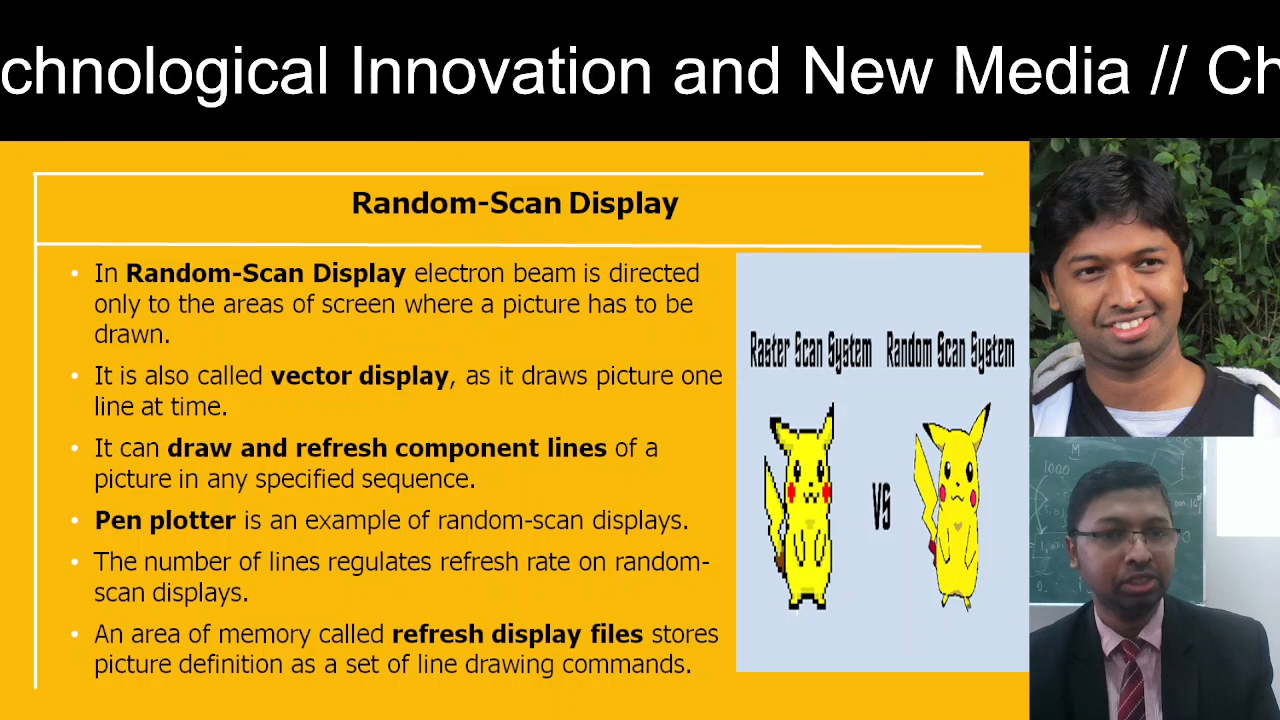 chnological Innovation and New Media // Ch
Random-Scan Display
• In Random-Scan Display electron beam is directed
only to the areas of screen where a picture has to be
drawn.
• It is also called vector display, as it draws picture one
line at time.
• It can draw and refresh component lines of a
picture in any specified sequence.
• Pen plotter is an example of random-scan displays.
• The number of lines regulates refresh rate on random-
scan displays.
• An area of memory called refresh display files stores
picture definition as a set of line drawing commands.
Raster Scan System Random Scan System
VS
M
1000